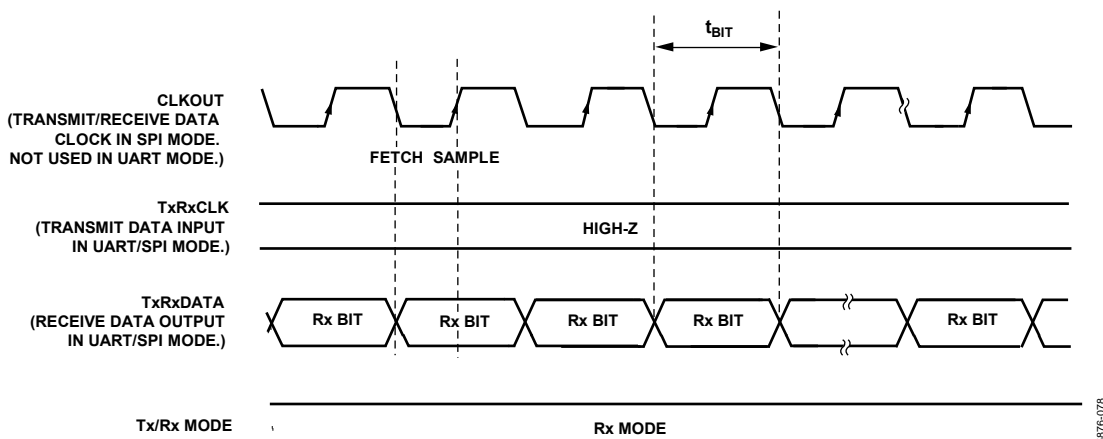 tBIT
CLKOUT
(TRANSMIT/RECEIVE DATA
CLOCK IN SPI MODE.
NOT USED IN UART MODE.)
FETCH SAMPLE
TxRxCLK
(TRANSMIT DATA INPUT
IN UART/SPI MODE.)
HIGH-Z
TxRxDATA
(RECEIVE DATA OUTPUT
IN UART/SPI MODE.)
Rx BIT Rx BIT Rx BIT Rx BIT Rx BIT
Tx/Rx MODE
Rx MODE
876-078